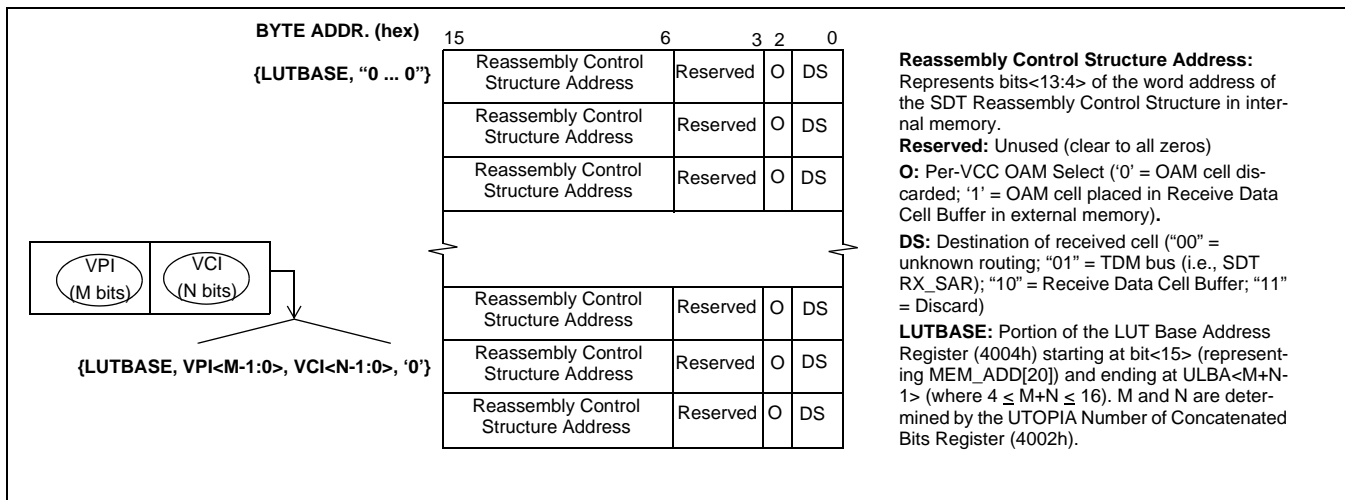 BYTE ADDR. (hex)
15 6 3 2 0
{LUTBASE, “0 ... 0”}
Reassembly Control
Structure Address
Reserved
O
DS
Reassembly Control
Structure Address
Reserved
O
DS
Reassembly Control
Structure Address
Reserved
O
DS
VPI
(M bits)
VCI
(N bits)
{LUTBASE, VPI<M-1:0>, VCI<N-1:0>, ‘0’}
Reassembly Control
Structure Address
Reserved
O
DS
Reassembly Control
Structure Address
Reserved
O
DS
Reassembly Control
Structure Address
Reserved
O
DS
Reassembly Control Structure Address:
Represents bits<13:4> of the word address of
the SDT Reassembly Control Structure in inter-
nal memory.
Reserved: Unused (clear to all zeros)
O: Per-VCC OAM Select (‘0’ = OAM cell dis-
carded; ‘1’ = OAM cell placed in Receive Data
Cell Buffer in external memory).
DS: Destination of received cell (“00” =
unknown routing; “01” = TDM bus (i.e., SDT
RX_SAR); “10” = Receive Data Cell Buffer; “11”
= Discard)
LUTBASE: Portion of the LUT Base Address
Register (4004h) starting at bit<15> (represent-
ing MEM_ADD[20]) and ending at ULBA<M+N-
1> (where 4 ≤ M+N ≤ 16). M and N are deter-
mined by the UTOPIA Number of Concatenated
Bits Register (4002h).